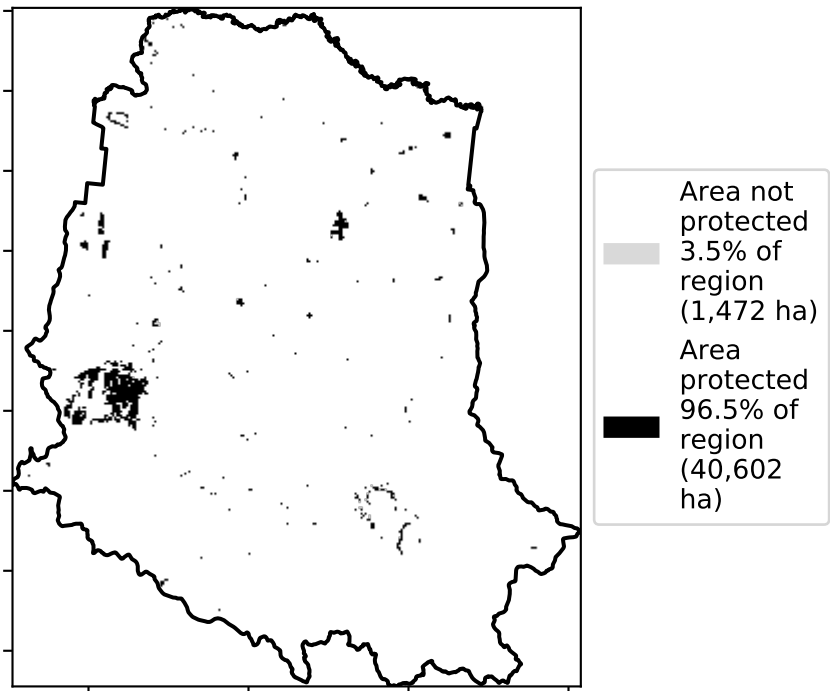 Area not
protected
3.5% of
region
(1,472 ha)
Area
protected
96.5% of
region
(40,602
ha)